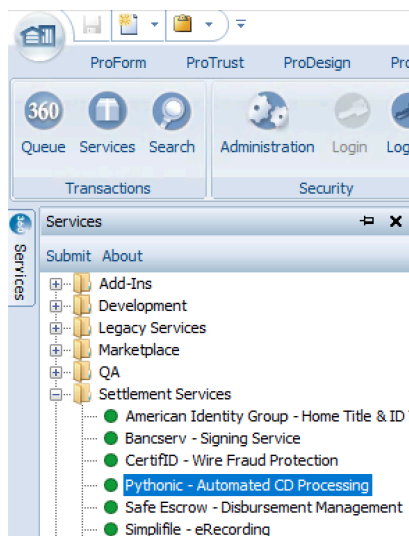 ProForm ProTrust ProDesign
360
Queue Services Search Administration Login
Transactions Security
360 Services
Services
Submit About
Add-Ins
Development
Legacy Services
Marketplace
QA
Settlement Services
American Identity Group - Home Title & ID
Bancserv - Signing Service
CertifID - Wire Fraud Protection
Pythonic - Automated CD Processing
Safe Escrow - Disbursement Management
Simplifile - eRecording